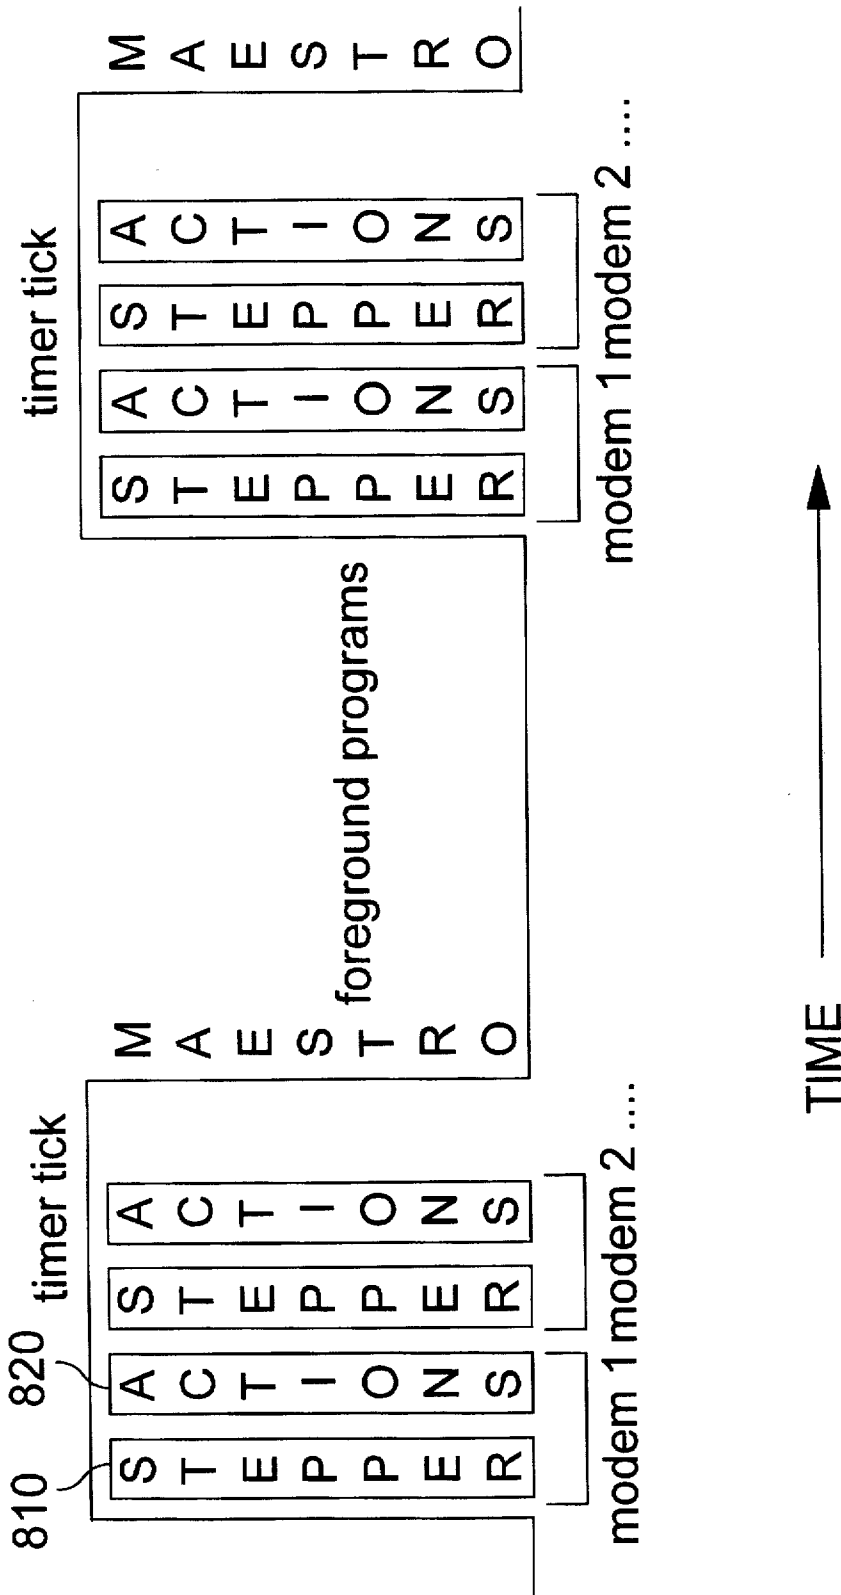 810
820
timer tick
STEPPER
ACTIONS
STEPPER
ACTIONS
modem 1 modem 2 ....
MAESTRO
foreground programs
timer tick
STEPPER
ACTIONS
STEPPER
ACTIONS
modem 1 modem 2 ....
MAESTRO
TIME